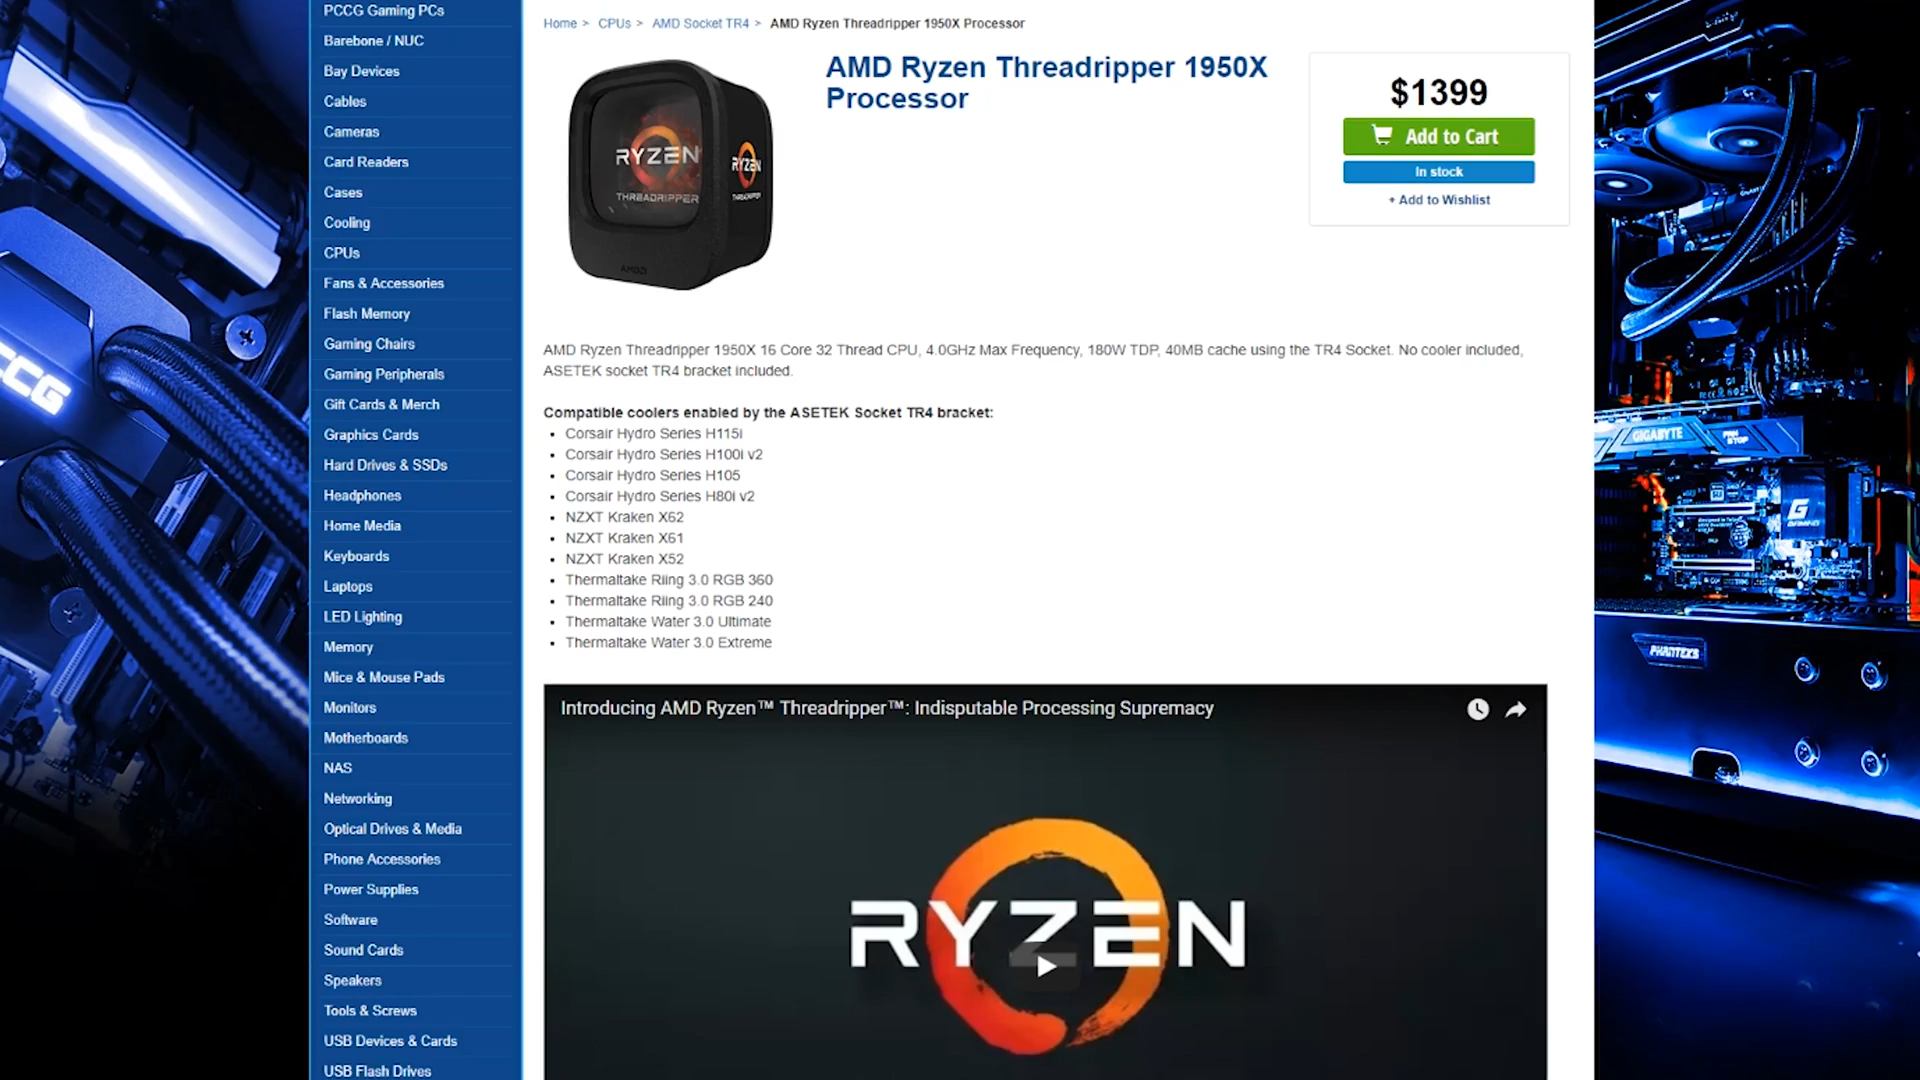 PCCG Gaming PCs
Barebone / NUC
Bay Devices
Cables
Cameras
Card Readers
Cases
Cooling
CPUs
Fans & Accessories
Flash Memory
Gaming Chairs
Gaming Peripherals
Gift Cards & Merch
Graphics Cards
Hard Drives & SSDs
Headphones
Home Media
Keyboards
Laptops
LED Lighting
Memory
Mice & Mouse Pads
Monitors
Motherboards
NAS
Networking
Optical Drives & Media
Phone Accessories
Power Supplies
Software
Sound Cards
Speakers
Tools & Screws
USB Devices & Cards
USB Flash Drives
Home > CPUs > AMD Socket TR4 > AMD Ryzen Threadripper 1950X Processor
RYZEN
THREADRIPPER
RYZEN
THREADRIPPER
AMD
AMD Ryzen Threadripper 1950X
Processor
$1399
Add to Cart
In stock
+ Add to Wishlist
AMD Ryzen Threadripper 1950X 16 Core 32 Thread CPU, 4.0GHz Max Frequency, 180W TDP, 40MB cache using the TR4 Socket. No cooler included,
ASETEK socket TR4 bracket included.
Compatible coolers enabled by the ASETEK Socket TR4 bracket:
• Corsair Hydro Series H115i
• Corsair Hydro Series H100i v2
• Corsair Hydro Series H105
• Corsair Hydro Series H80i v2
• NZXT Kraken X62
• NZXT Kraken X61
• NZXT Kraken X52
• Thermaltake Riing 3.0 RGB 360
• Thermaltake Riing 3.0 RGB 240
• Thermaltake Water 3.0 Ultimate
• Thermaltake Water 3.0 Extreme
Introducing AMD Ryzen™ Threadripper™: Indisputable Processing Supremacy
RYZEN
CCG
GIGABYTE
FAN
STOP
G
GAMING
PHANTEKS